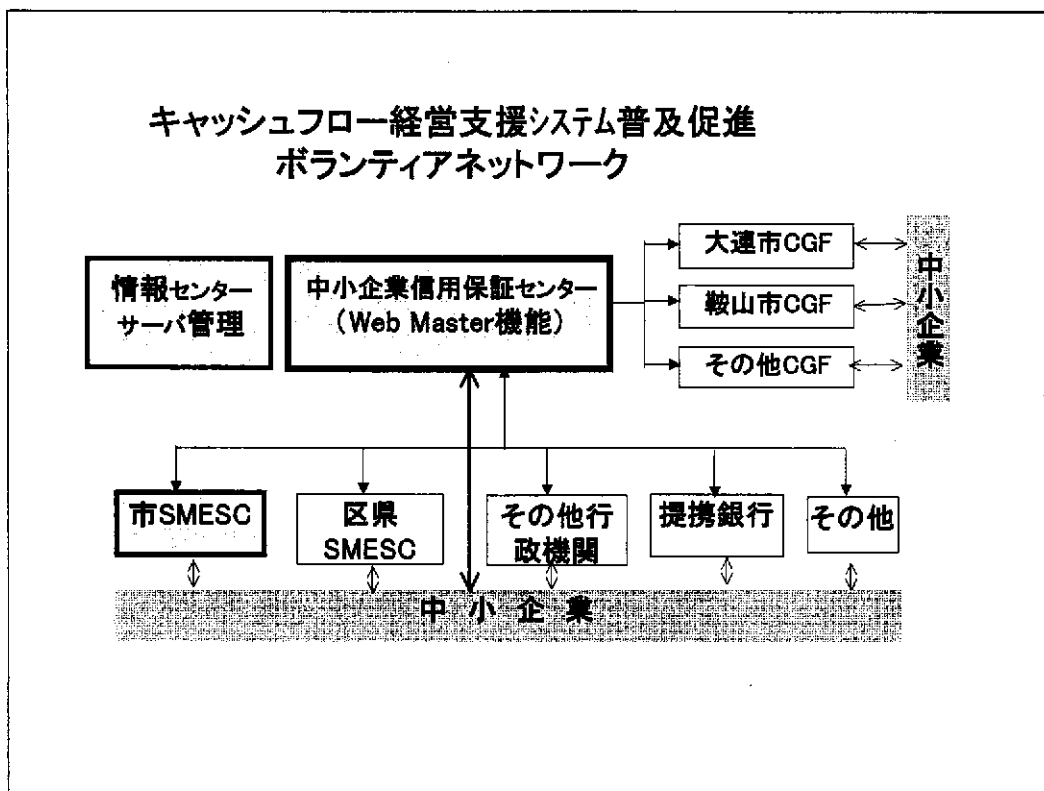 キャッシュフロー経営支援システム普及促進
ボランティアネットワーク
情報センター
サーバ管理
中小企業信用保証センター
（Web Master機能）
大連市CGF
鞍山市CGF
その他CGF
中小企業
市SMESC
区県
SMESC
その他行
政機関
提携銀行
その他
中小企業